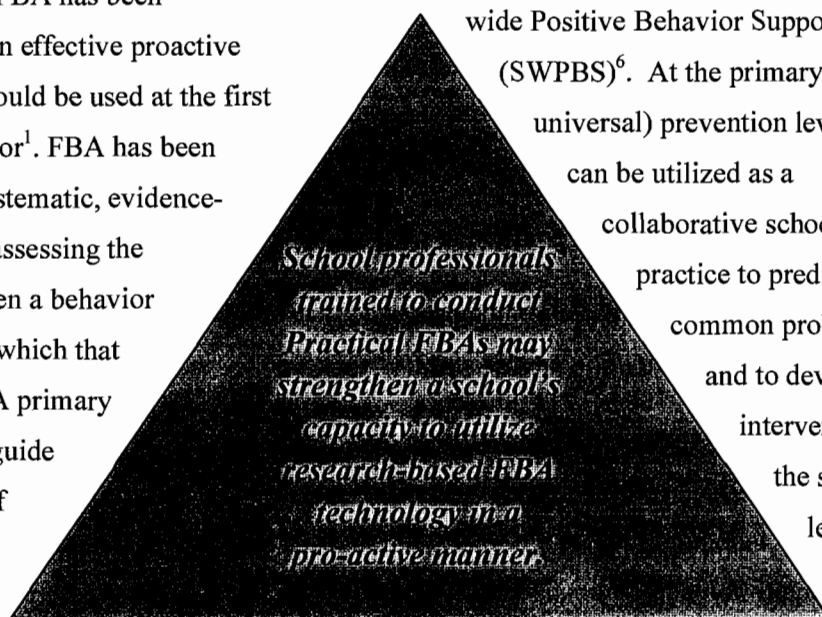 FBA has been
n effective proactive
ould be used at the first
or¹. FBA has been
stematic, evidence-
ssessing the
en a behavior
which that
A primary
guide
f
School professionals
trained to conduct
Practical FBAs may
strengthen a school's
capacity to utilize
research-based FBA
technology in a
pro-active manner.
wide Positive Behavior Suppo
(SWPBS)⁶. At the primary
universal) prevention lev
can be utilized as a
collaborative schoo
practice to pred
common pro
and to dev
interve
the s
le